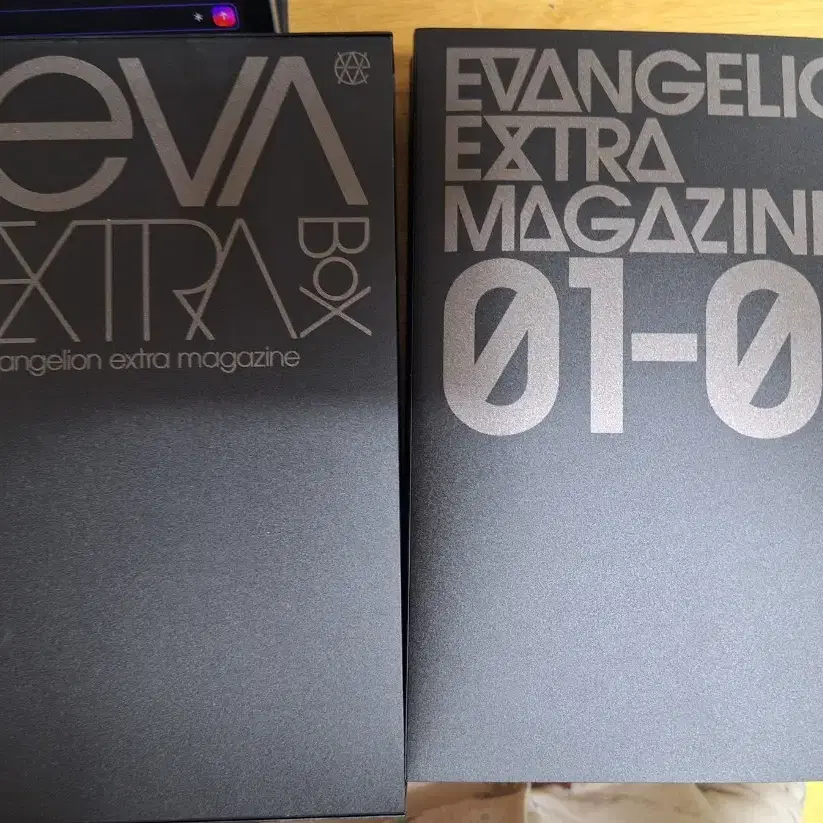 eVA
EXTRA
BOX
angelion extra magazine
EVANGELIO
EXTRA
MAGAZIN
01-0